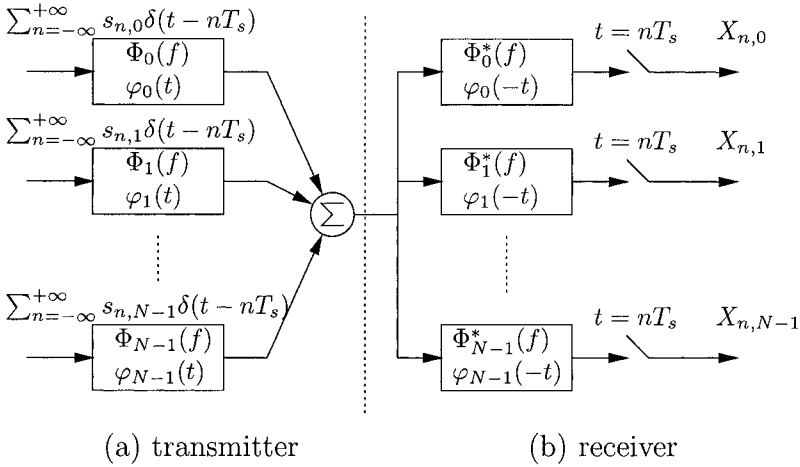 ∑_{n=-∞}^{+∞} s_{n,0}δ(t − nT_s)
Φ_0(f)
φ_0(t)
∑_{n=-∞}^{+∞} s_{n,1}δ(t − nT_s)
Φ_1(f)
φ_1(t)
∑_{n=-∞}^{+∞} s_{n,N−1}δ(t − nT_s)
Φ_{N−1}(f)
φ_{N−1}(t)
∑
(a) transmitter
Φ_0^*(f)
φ_0(−t)
t = nT_s
X_{n,0}
Φ_1^*(f)
φ_1(−t)
t = nT_s
X_{n,1}
Φ_{N−1}^*(f)
φ_{N−1}(−t)
t = nT_s
X_{n,N−1}
(b) receiver